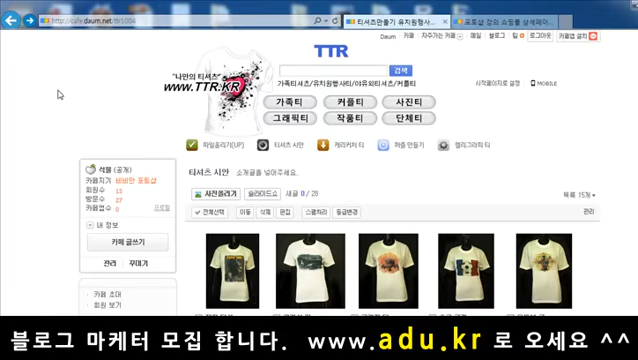 http://cafe.daum.net/ttr1004
티셔츠만들기 유치원행사...
포토샵 강의 쇼핑몰 상세페이...
Daum 카페 자주가는 카페 메일 블로그 로그아웃 카페앱 설치
TTR
"나만의 티셔츠"
WWW.TTR.KR
검색
가족티셔츠/유치원행사티/야유회티셔츠/커플티
시작페이지로 설정 MOBILE
가족티 커플티 사진티
그래픽티 작품티 단체티
파일올리기(UP) 티셔츠 시안 캐리커쳐 티 퍼즐 만들기 캘리그라피 티
석물 (공개)
카페지기 비비안·포토샵
회원수 13
방문수 27
카페앱수 0
내 정보
카페 글쓰기
관리 꾸미기
카페 초대
회원 보기
티셔츠 시안 소개글을 넣어주세요.
사진올리기 슬라이드쇼 새글 0 / 28 목록 15개
전체선택 이동 삭제 편집 스팸처리 등급변경 관리
블로그 마케터 모집 합니다. www.adu.kr 로 오세요 ^^